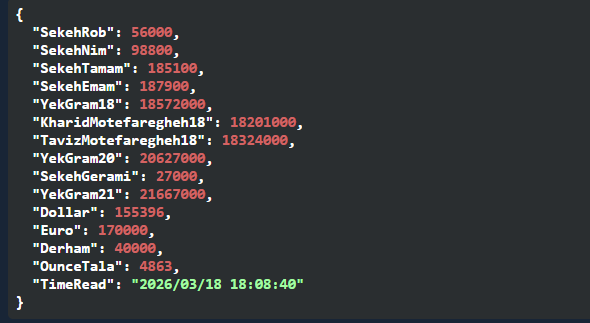 {
"SekehRob": 56000,
"SekehNim": 98800,
"SekehTamam": 185100,
"SekehEmam": 187900,
"YekGram18": 18572000,
"KharidMotefaregheh18": 18201000,
"TavizMotefaregheh18": 18324000,
"YekGram20": 20627000,
"SekehGerami": 27000,
"YekGram21": 21667000,
"Dollar": 155396,
"Euro": 170000,
"Derham": 40000,
"OunceTala": 4863,
"TimeRead": "2026/03/18 18:08:40"
}